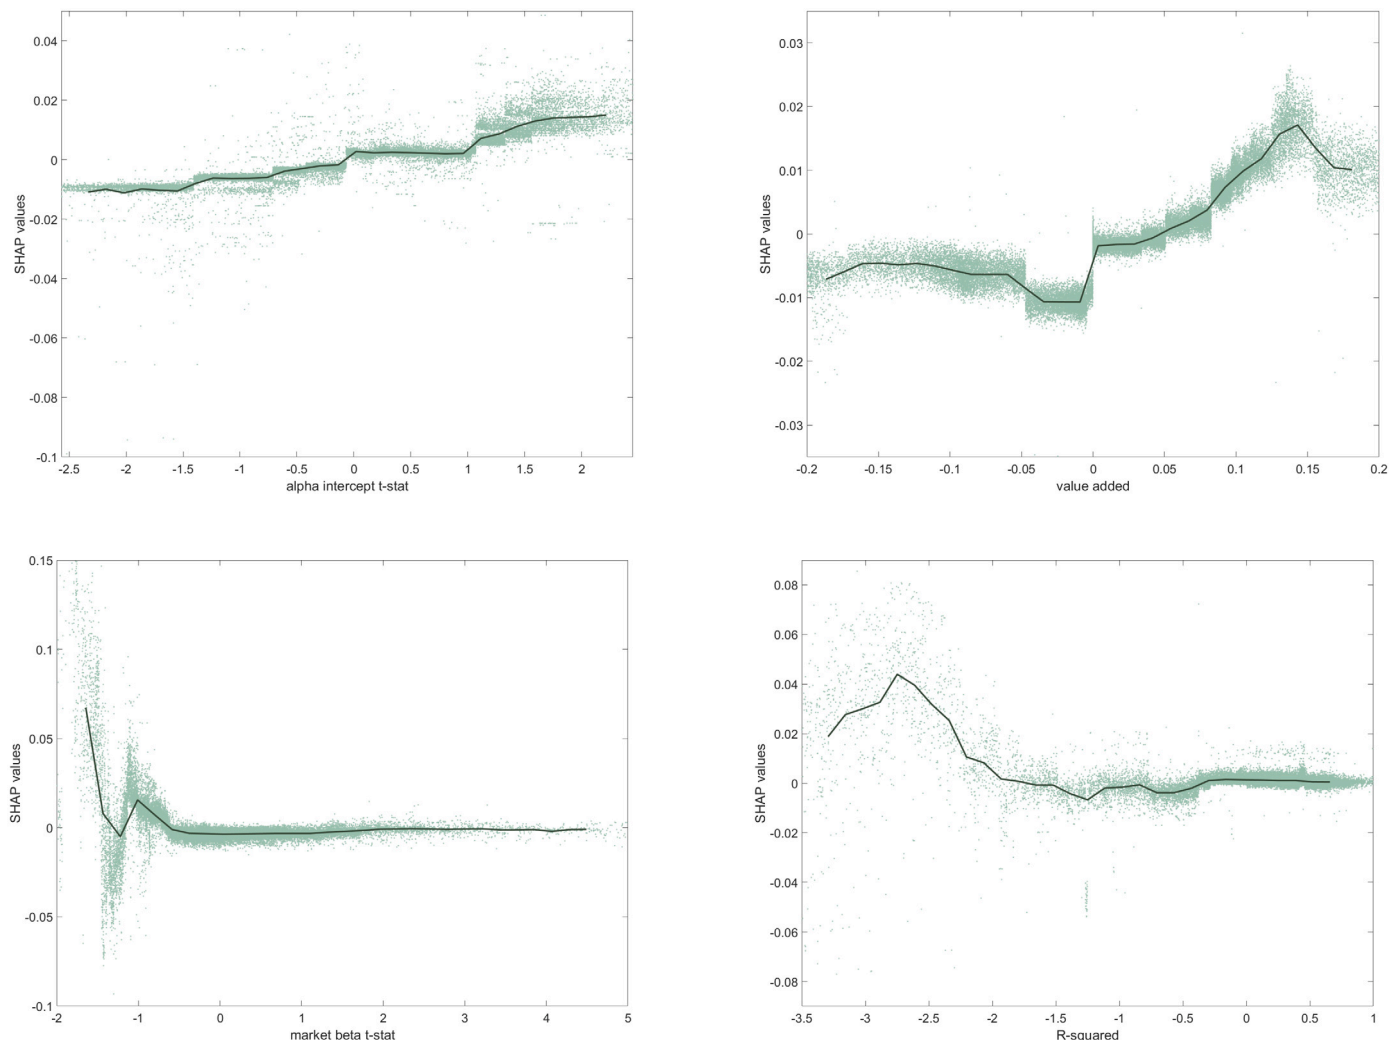 0.04
0.02
0
-0.02
-0.04
-0.06
-0.08
-0.1
SHAP values
-2.5 -2 -1.5 -1 -0.5 0 0.5 1 1.5 2
alpha intercept t-stat
0.03
0.02
0.01
0
-0.01
-0.02
-0.03
SHAP values
-0.2 -0.15 -0.1 -0.05 0 0.05 0.1 0.15 0.2
value added
0.15
0.1
0.05
0
-0.05
-0.1
SHAP values
-2 -1 0 1 2 3 4 5
market beta t-stat
0.08
0.06
0.04
0.02
0
-0.02
-0.04
-0.06
-0.08
SHAP values
-3.5 -3 -2.5 -2 -1.5 -1 -0.5 0 0.5 1
R-squared